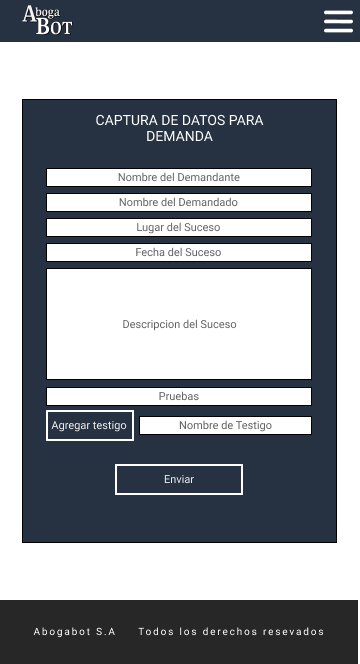 Aboga
Bot
CAPTURA DE DATOS PARA
DEMANDA
Nombre del Demandante
Nombre del Demandado
Lugar del Suceso
Fecha del Suceso
Descripcion del Suceso
Pruebas
Agregar testigo Nombre de Testigo
Enviar
Abogabot S.A Todos los derechos resevados